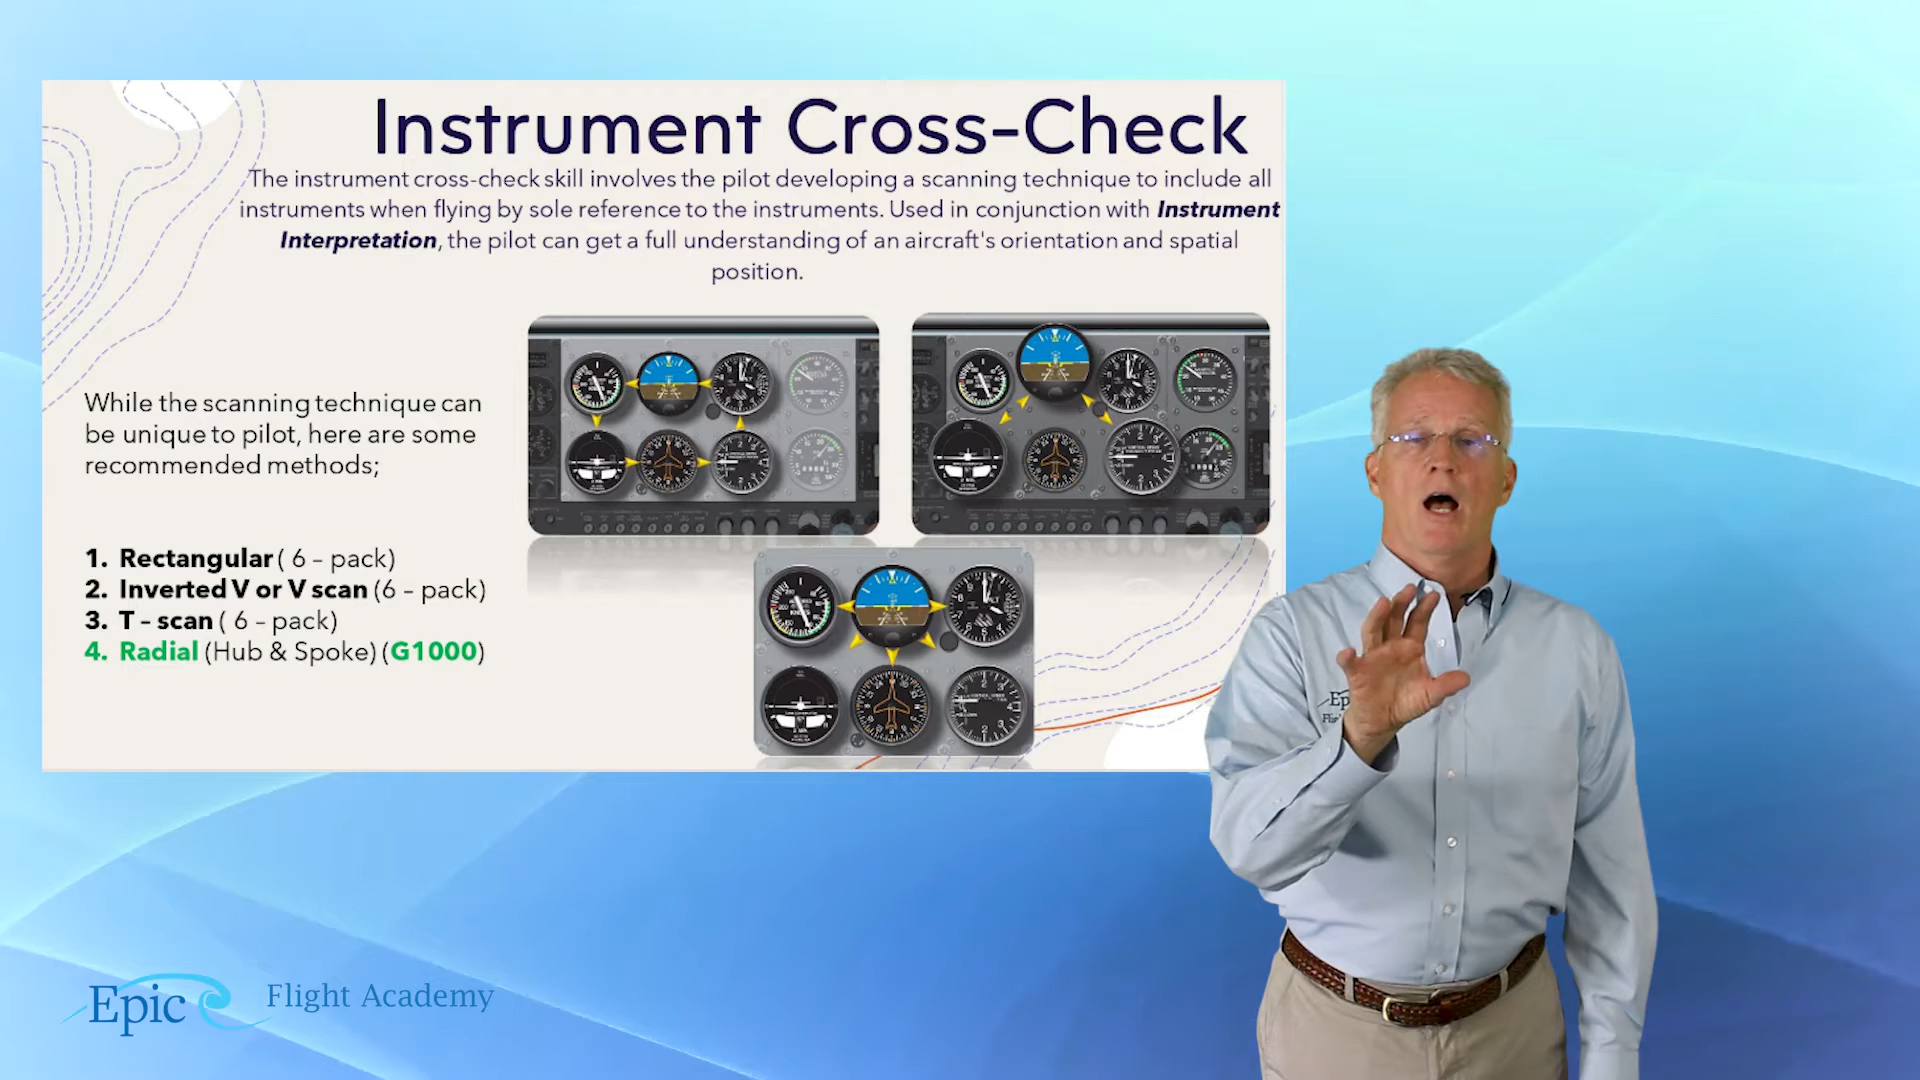 Instrument Cross-Check
The instrument cross-check skill involves the pilot developing a scanning technique to include all
instruments when flying by sole reference to the instruments. Used in conjunction with Instrument
Interpretation, the pilot can get a full understanding of an aircraft's orientation and spatial
position.
While the scanning technique can
be unique to pilot, here are some
recommended methods;
1. Rectangular ( 6 – pack)
2. Inverted V or V scan (6 – pack)
3. T – scan ( 6 – pack)
4. Radial (Hub & Spoke) (G1000)
Epic Flight Academy